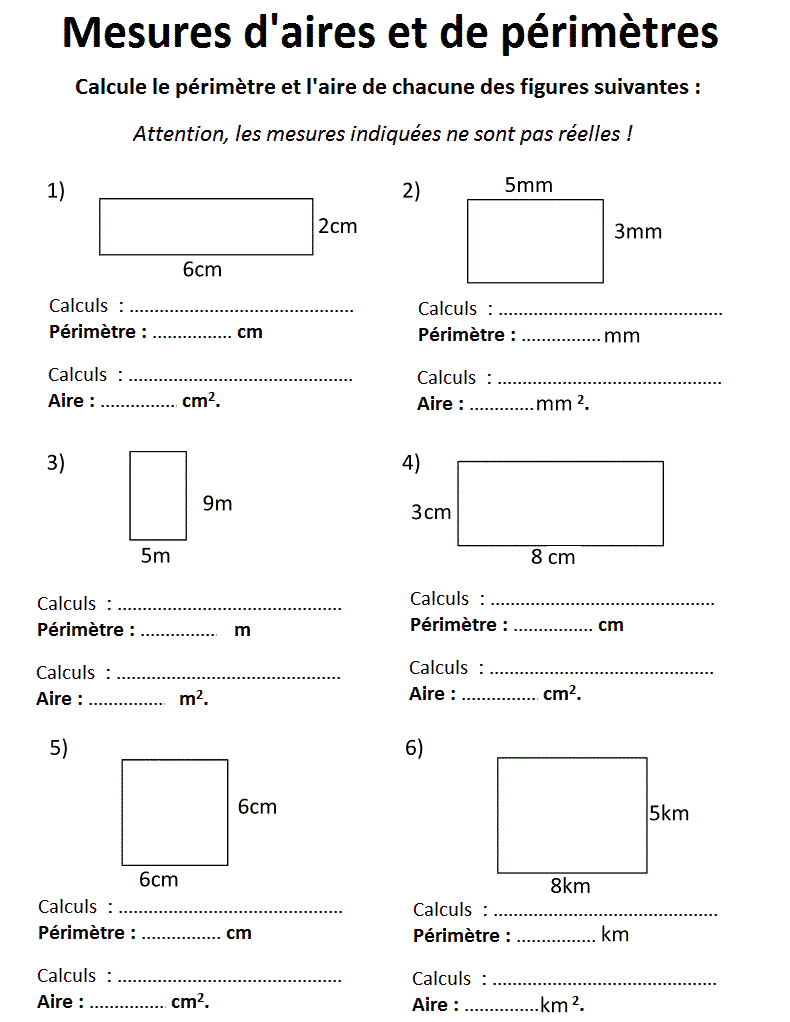 Mesures d'aires et de périmètres
Calcule le périmètre et l'aire de chacune des figures suivantes :
Attention, les mesures indiquées ne sont pas réelles !
1)
2cm
6cm
Calculs : ............................................
Périmètre : ................ cm
Calculs : ............................................
Aire : ............... cm².
2)
5mm
3mm
Calculs : ............................................
Périmètre : ................ mm
Calculs : ............................................
Aire : ............. mm ².
3)
9m
5m
Calculs : ............................................
Périmètre : ............... m
Calculs : ............................................
Aire : ............... m².
4)
3cm
8 cm
Calculs : ............................................
Périmètre : ................ cm
Calculs : ............................................
Aire : ............... cm².
5)
6cm
6cm
Calculs : ............................................
Périmètre : ................ cm
Calculs : ............................................
Aire : ............... cm².
6)
5km
8km
Calculs : ............................................
Périmètre : ................ km
Calculs : ............................................
Aire : ...............km ².